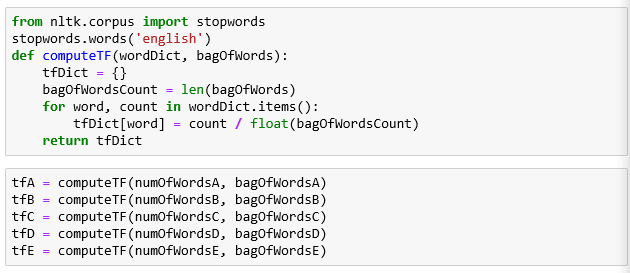 from nltk.corpus import stopwords
stopwords.words('english')
def computeTF(wordDict, bagOfWords):
    tfDict = {}
    bagOfWordsCount = len(bagOfWords)
    for word, count in wordDict.items():
        tfDict[word] = count / float(bagOfWordsCount)
    return tfDict
tfA = computeTF(numOfWordsA, bagOfWordsA)
tfB = computeTF(numOfWordsB, bagOfWordsB)
tfC = computeTF(numOfWordsC, bagOfWordsC)
tfD = computeTF(numOfWordsD, bagOfWordsD)
tfE = computeTF(numOfWordsE, bagOfWordsE)